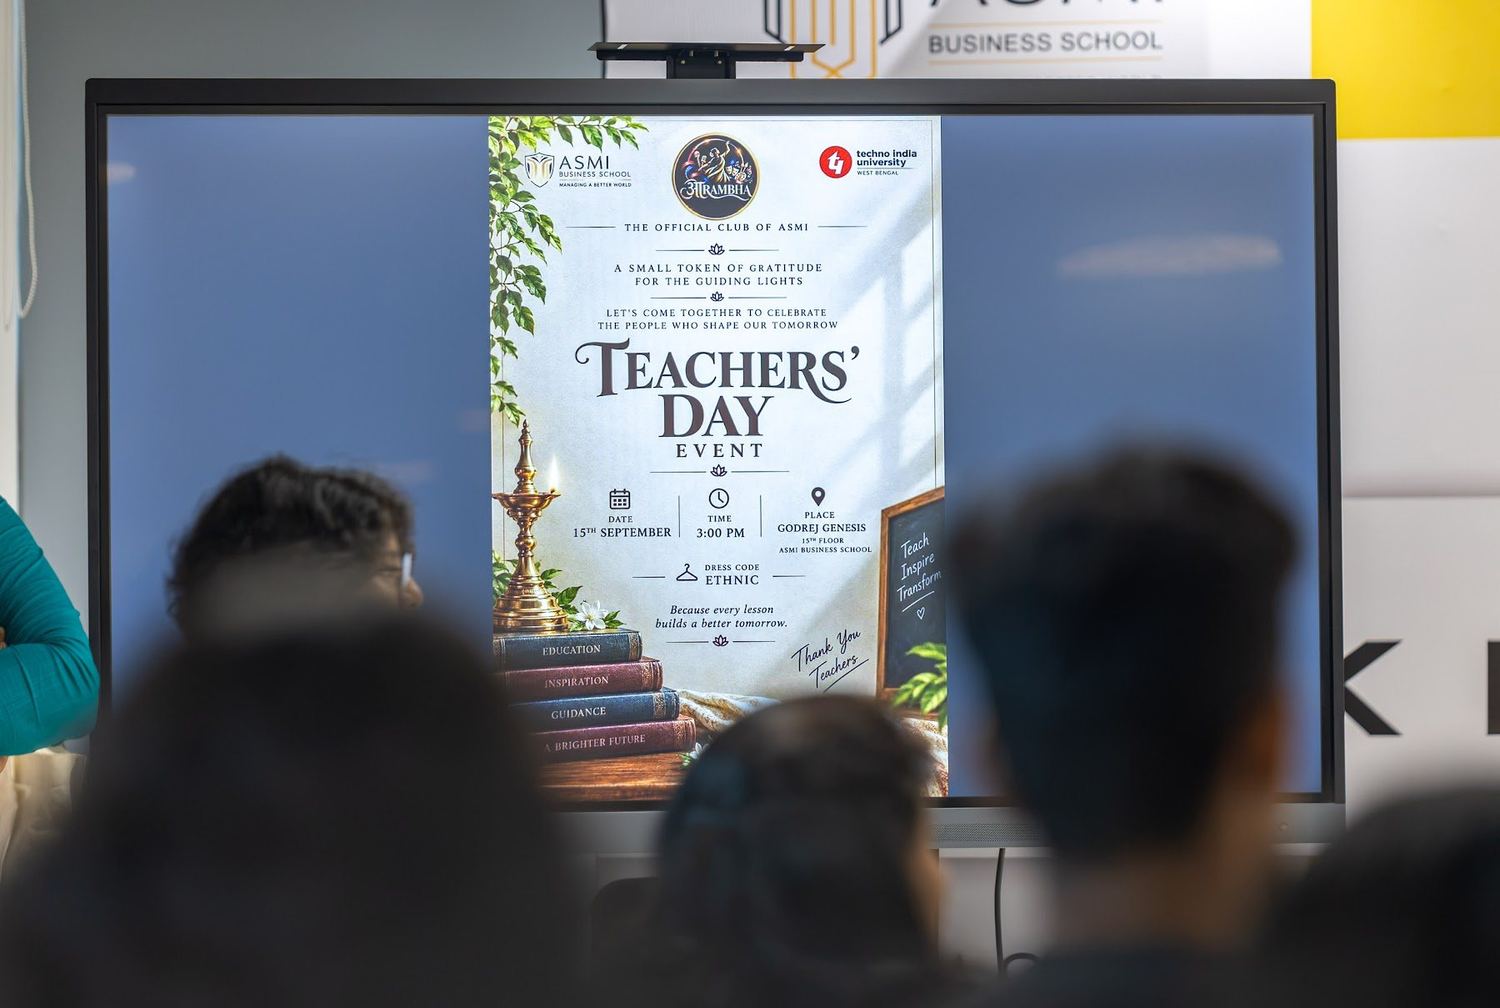 BUSINESS SCHOOL
ASMI
BUSINESS SCHOOL
MANAGING A BETTER WORLD
आRAMBHA
techno india
university
WEST BENGAL
THE OFFICIAL CLUB OF ASMI
A SMALL TOKEN OF GRATITUDE
FOR THE GUIDING LIGHTS
LET'S COME TOGETHER TO CELEBRATE
THE PEOPLE WHO SHAPE OUR TOMORROW
TEACHERS'
DAY
EVENT
DATE
15TH SEPTEMBER
TIME
3:00 PM
PLACE
GODREJ GENESIS
15TH FLOOR
ASMI BUSINESS SCHOOL
DRESS CODE
ETHNIC
Because every lesson
builds a better tomorrow.
Teach
Inspire
Transform
Thank You
Teachers
EDUCATION
INSPIRATION
GUIDANCE
A BRIGHTER FUTURE
K